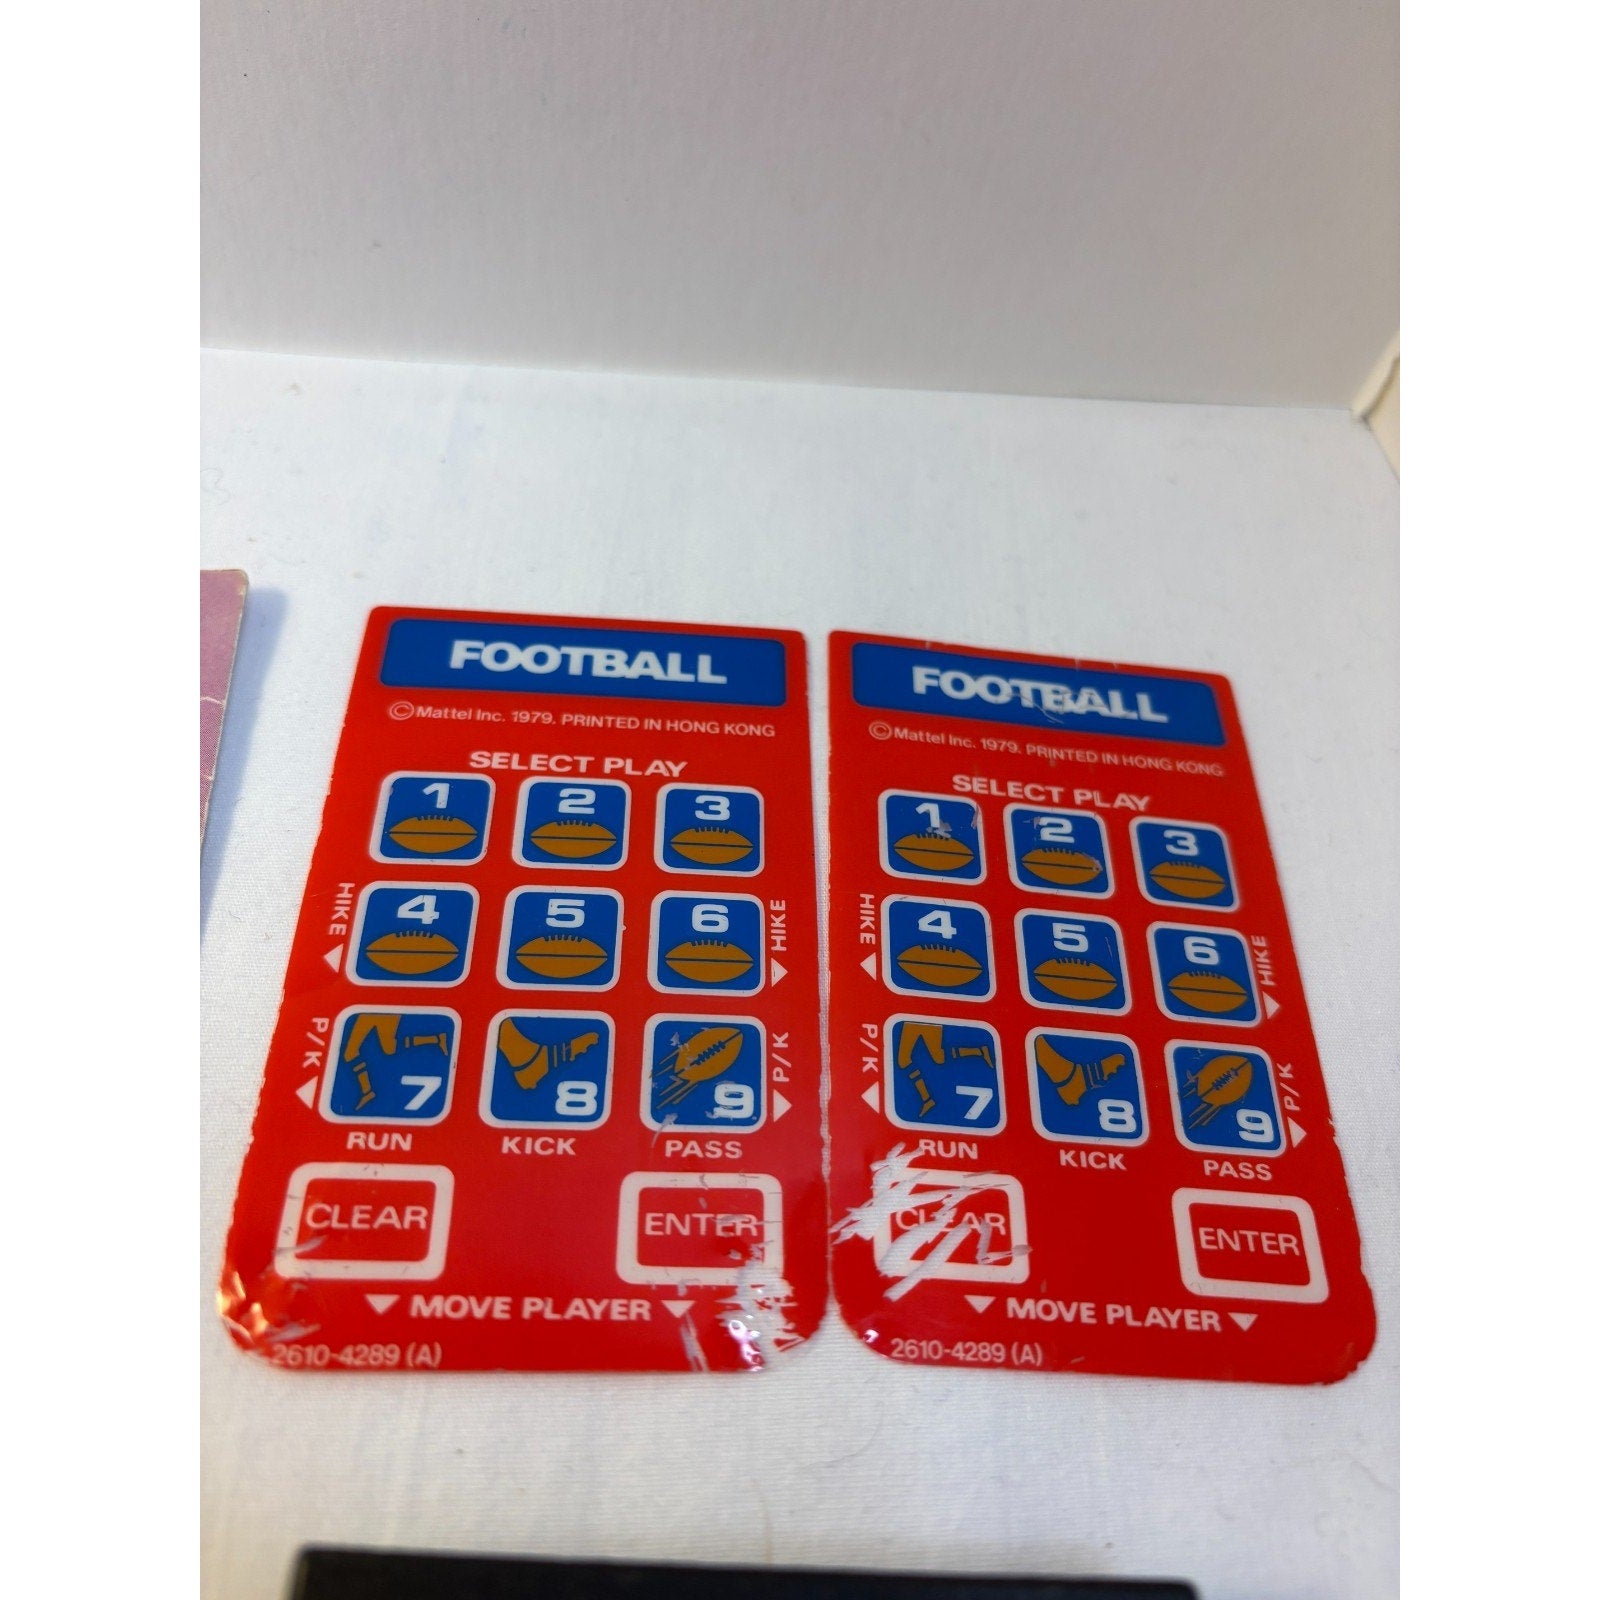 FOOTBALL
© Mattel Inc. 1979. PRINTED IN HONG KONG
SELECT PLAY
1 2 3
HIKE 4 5 6 HIKE
P/K 7 8 9 P/K
RUN KICK PASS
CLEAR ENTER
MOVE PLAYER
2610-4289 (A)
FOOTBALL
© Mattel Inc. 1979. PRINTED IN HONG KONG
SELECT PLAY
1 2 3
HIKE 4 5 6 HIKE
P/K 7 8 9 P/K
RUN KICK PASS
CLEAR ENTER
MOVE PLAYER
2610-4289 (A)